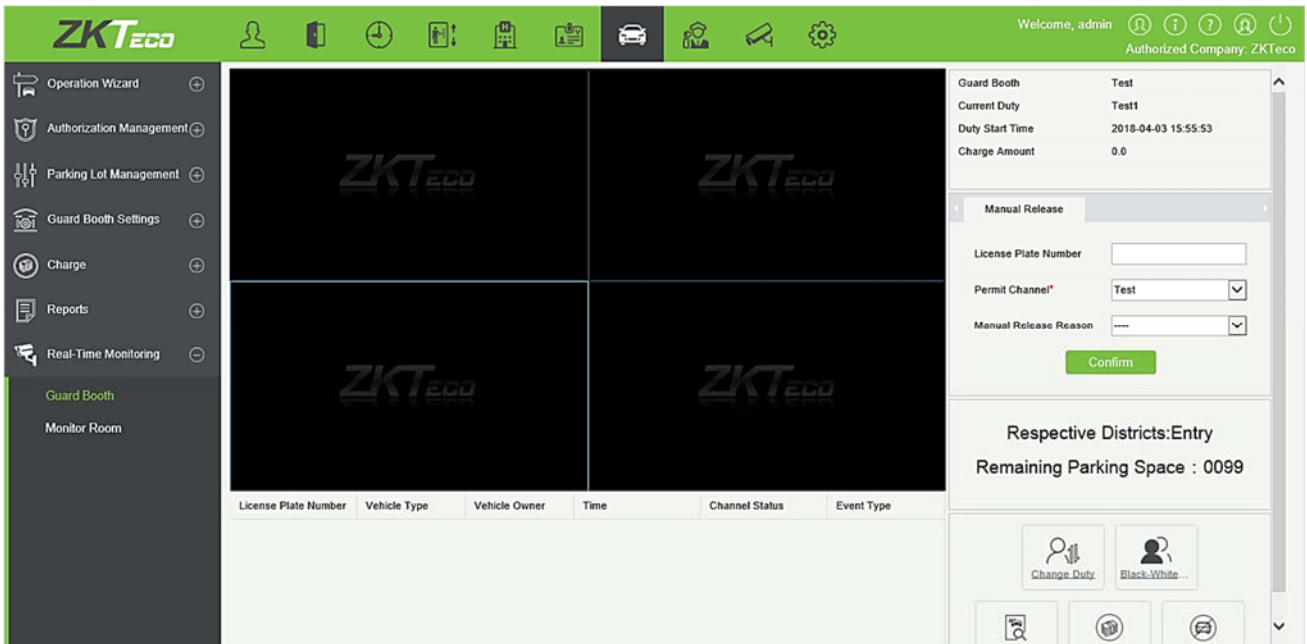 ZKTeco
Welcome, admin
Authorized Company: ZKTeco
Operation Wizard
Authorization Management
Parking Lot Management
Guard Booth Settings
Charge
Reports
Real-Time Monitoring
Guard Booth
Monitor Room
ZKTeco
ZKTeco
ZKTeco
ZKTeco
License Plate Number Vehicle Type Vehicle Owner Time Channel Status Event Type
Guard Booth Test
Current Duty Test1
Duty Start Time 2018-04-03 15:55:53
Charge Amount 0.0
Manual Release
License Plate Number
Permit Channel* Test
Manual Release Reason ----
Confirm
Respective Districts:Entry
Remaining Parking Space : 0099
Change Duty Black-White...